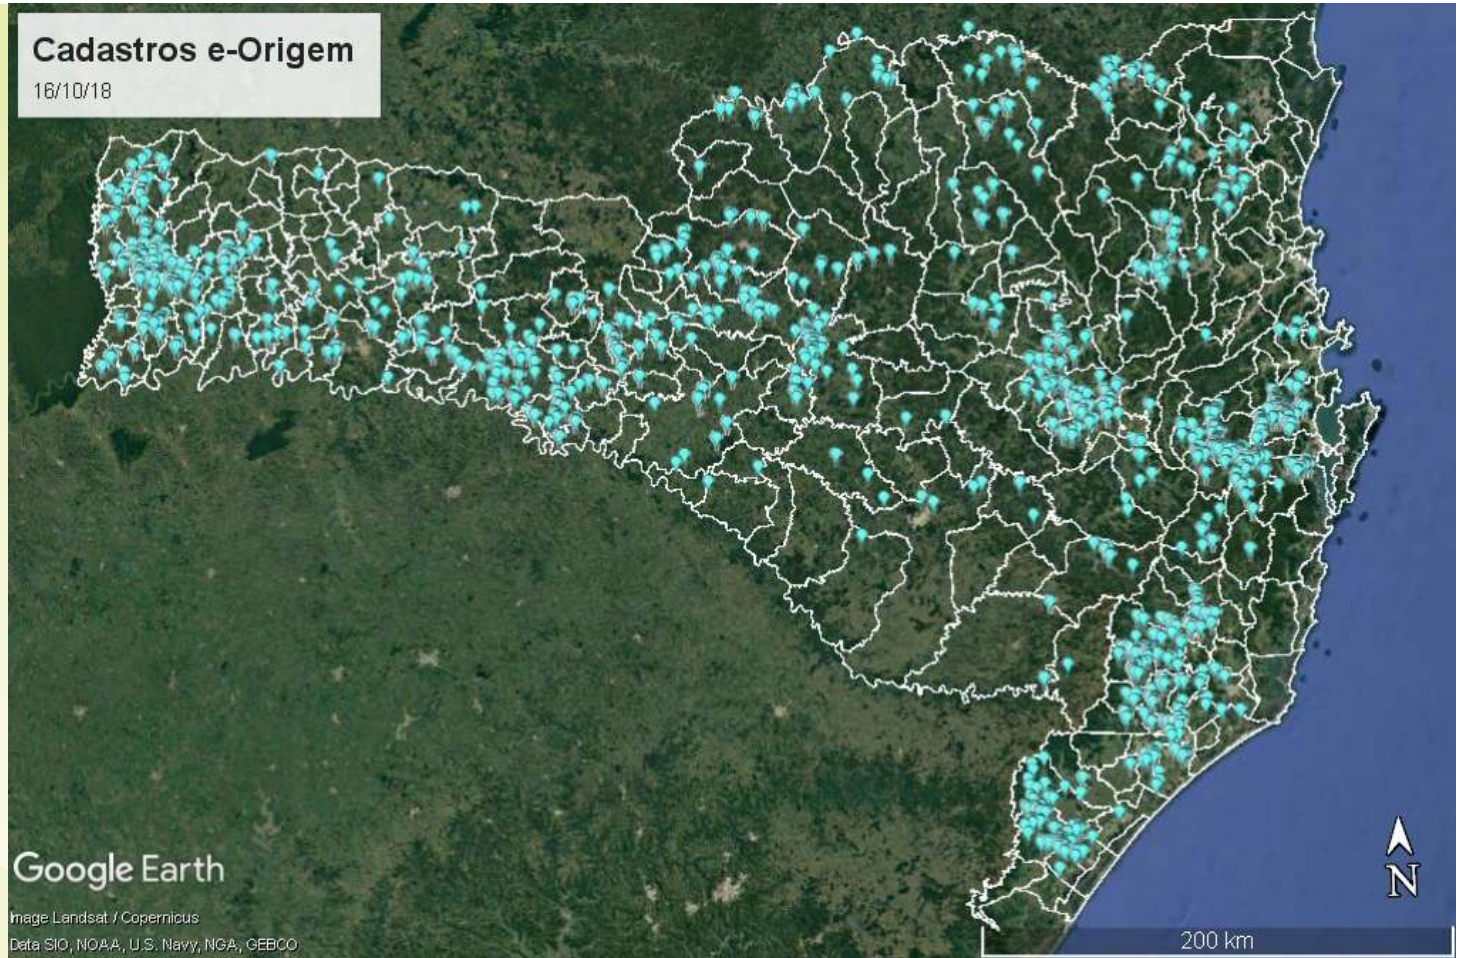 Cadastros e-Origem
16/10/18
Google Earth
Image Landsat / Copernicus
Data SIO, NOAA, U.S. Navy, NGA, GEBCO
N
200 km